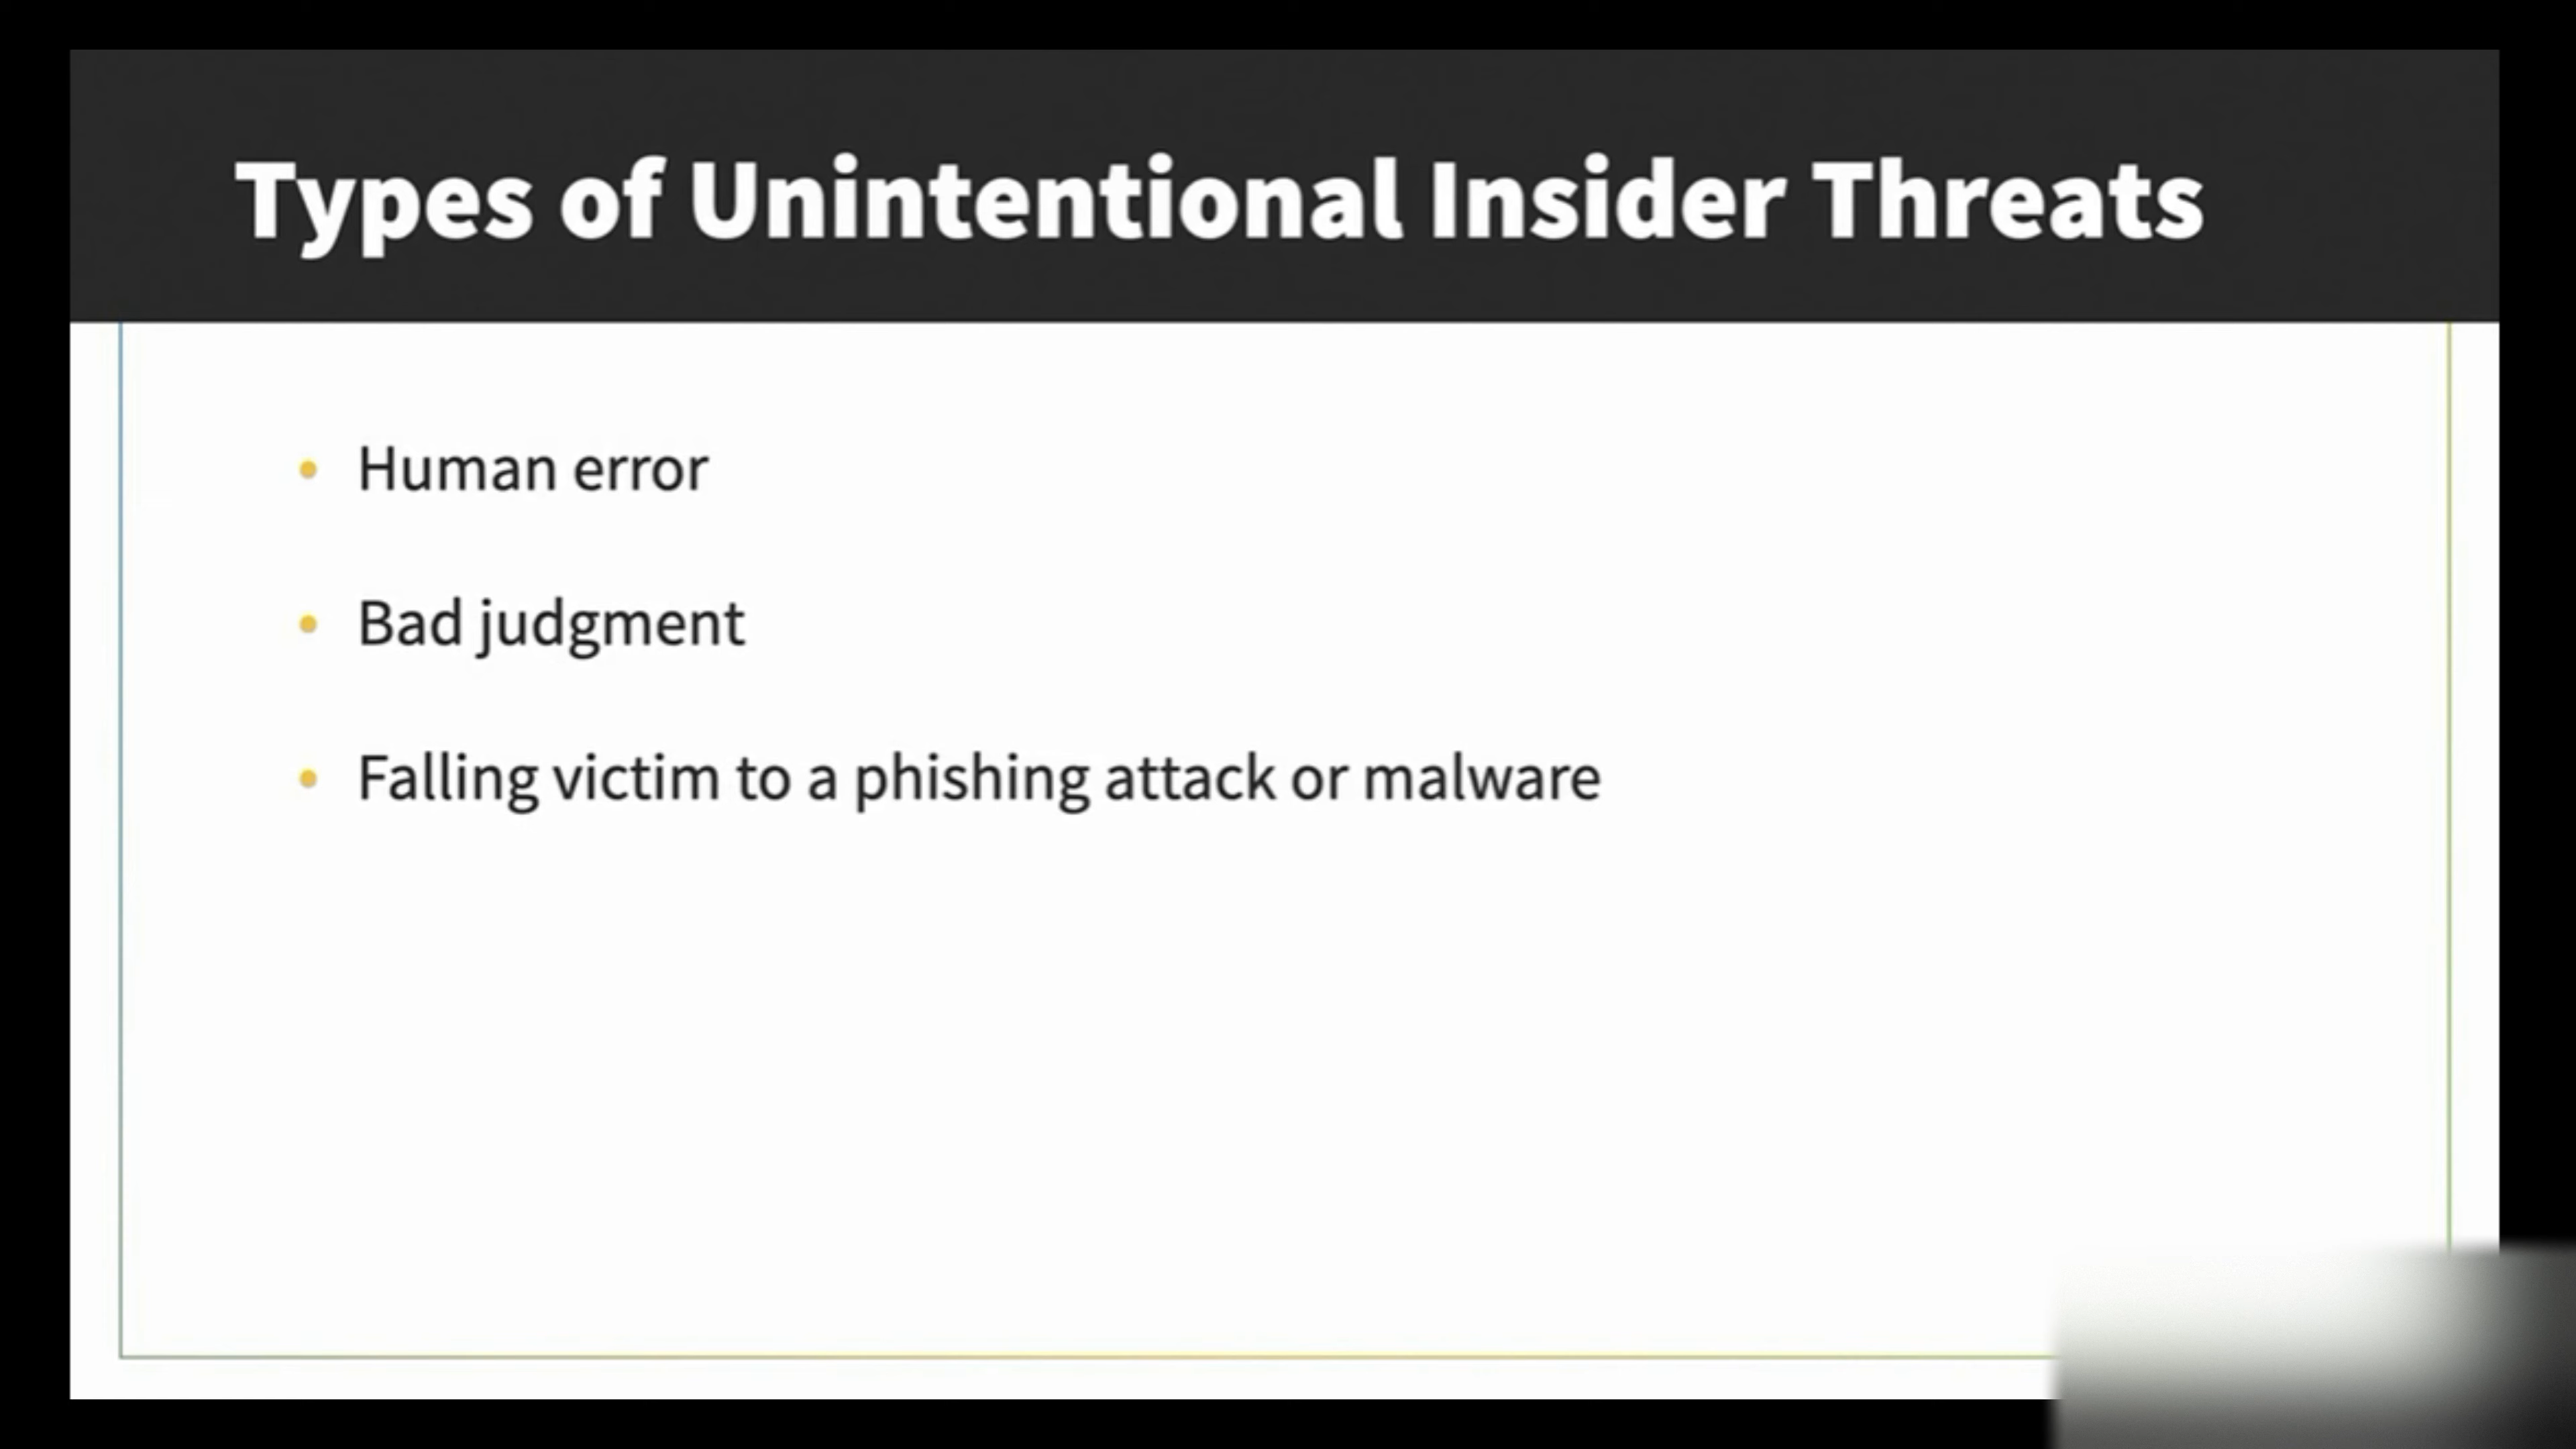 Types of Unintentional Insider Threats
• Human error
• Bad judgment
• Falling victim to a phishing attack or malware